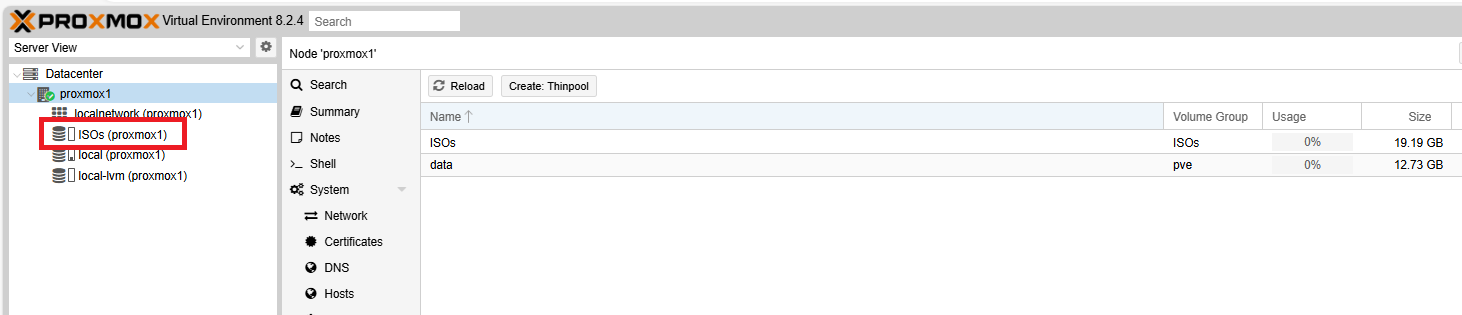 PROXMOX Virtual Environment 8.2.4 Search
Server View
Node 'proxmox1'
Datacenter
proxmox1
localnetwork (proxmox1)
ISOs (proxmox1)
local (proxmox1)
local-lvm (proxmox1)
Search
Summary
Notes
Shell
System
Network
Certificates
DNS
Hosts
Reload Create: Thinpool
Name Volume Group Usage Size
ISOs ISOs 0% 19.19 GB
data pve 0% 12.73 GB